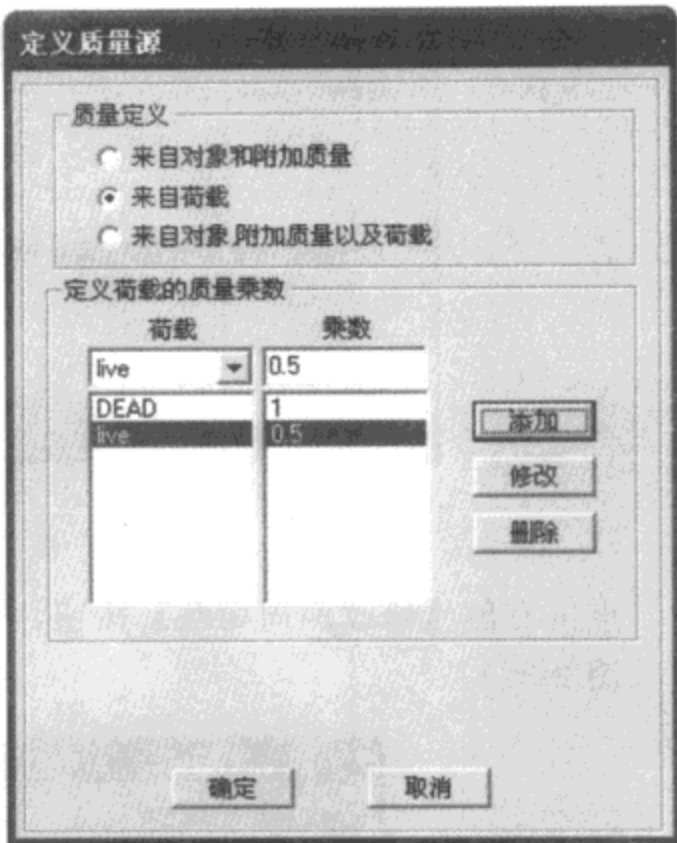 定义质量源
质量定义
来自对象和附加质量
来自荷载
来自对象,附加质量以及荷载
定义荷载的质量乘数
荷载 乘数
live 0.5
DEAD 1
live 0.5
添加
修改
删除
确定 取消